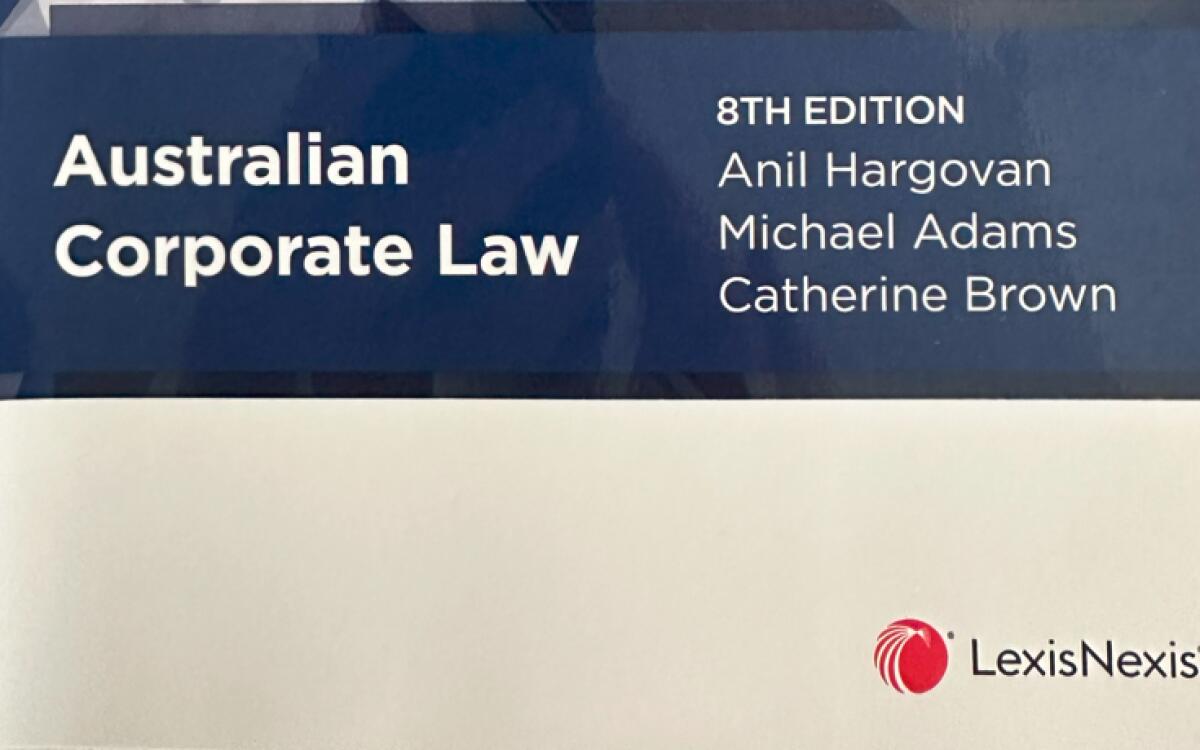 Australian
Corporate Law
8TH EDITION
Anil Hargovan
Michael Adams
Catherine Brown
LexisNexis®